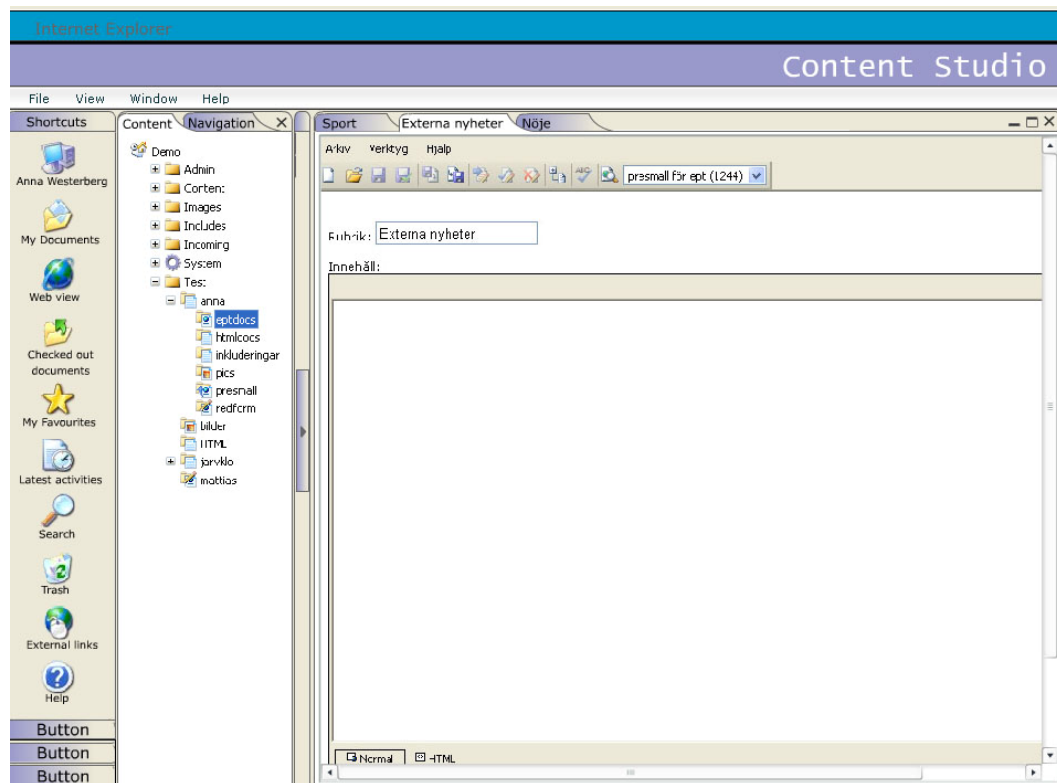 Internet Explorer
Content Studio
File View Window Help
Shortcuts
Anna Westerberg
My Documents
Web view
Checked out
documents
My Favourites
Latest activities
Search
Trash
External links
Help
Button
Button
Button
Content Navigation
Demo
Admin
Content
Images
Includes
Incoming
System
Test
anna
eptdocs
htmldocs
inkluderingar
pics
presmall
redform
bilder
HTML
jarvklo
mattias
Sport Externa nyheter Nöje
Arkiv Verktyg Hjälp
presmall för ept (1244)
Rubrik: Externa nyheter
Innehåll:
Normal HTML